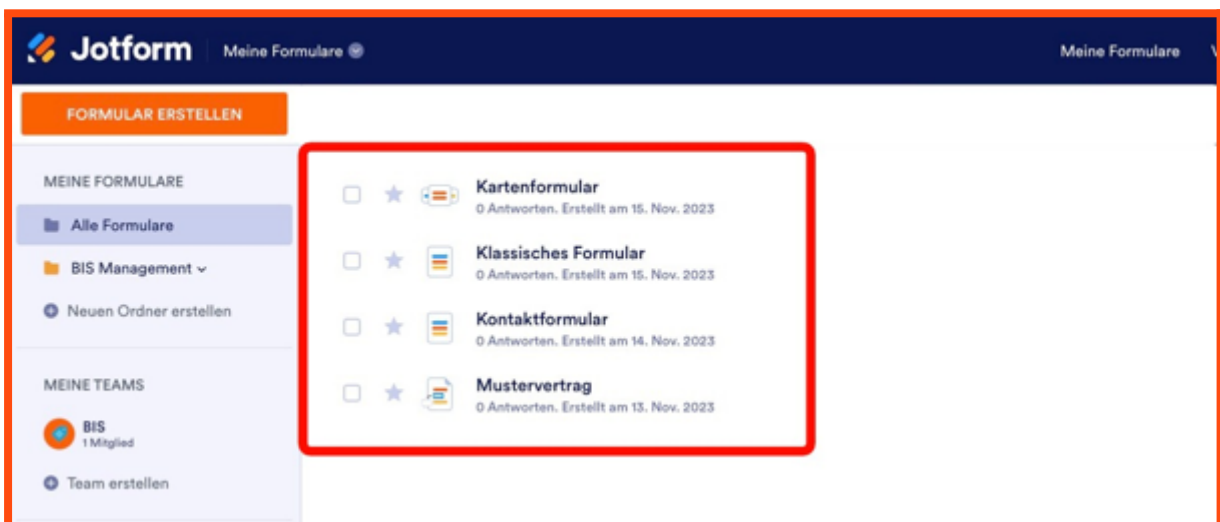 Jotform Meine Formulare Meine Formulare
FORMULAR ERSTELLEN
MEINE FORMULARE
Alle Formulare
BIS Management
Neuen Ordner erstellen
MEINE TEAMS
BIS
1 Mitglied
Team erstellen
Kartenformular
0 Antworten. Erstellt am 15. Nov. 2023
Klassisches Formular
0 Antworten. Erstellt am 15. Nov. 2023
Kontaktformular
0 Antworten. Erstellt am 14. Nov. 2023
Mustervertrag
0 Antworten. Erstellt am 13. Nov. 2023